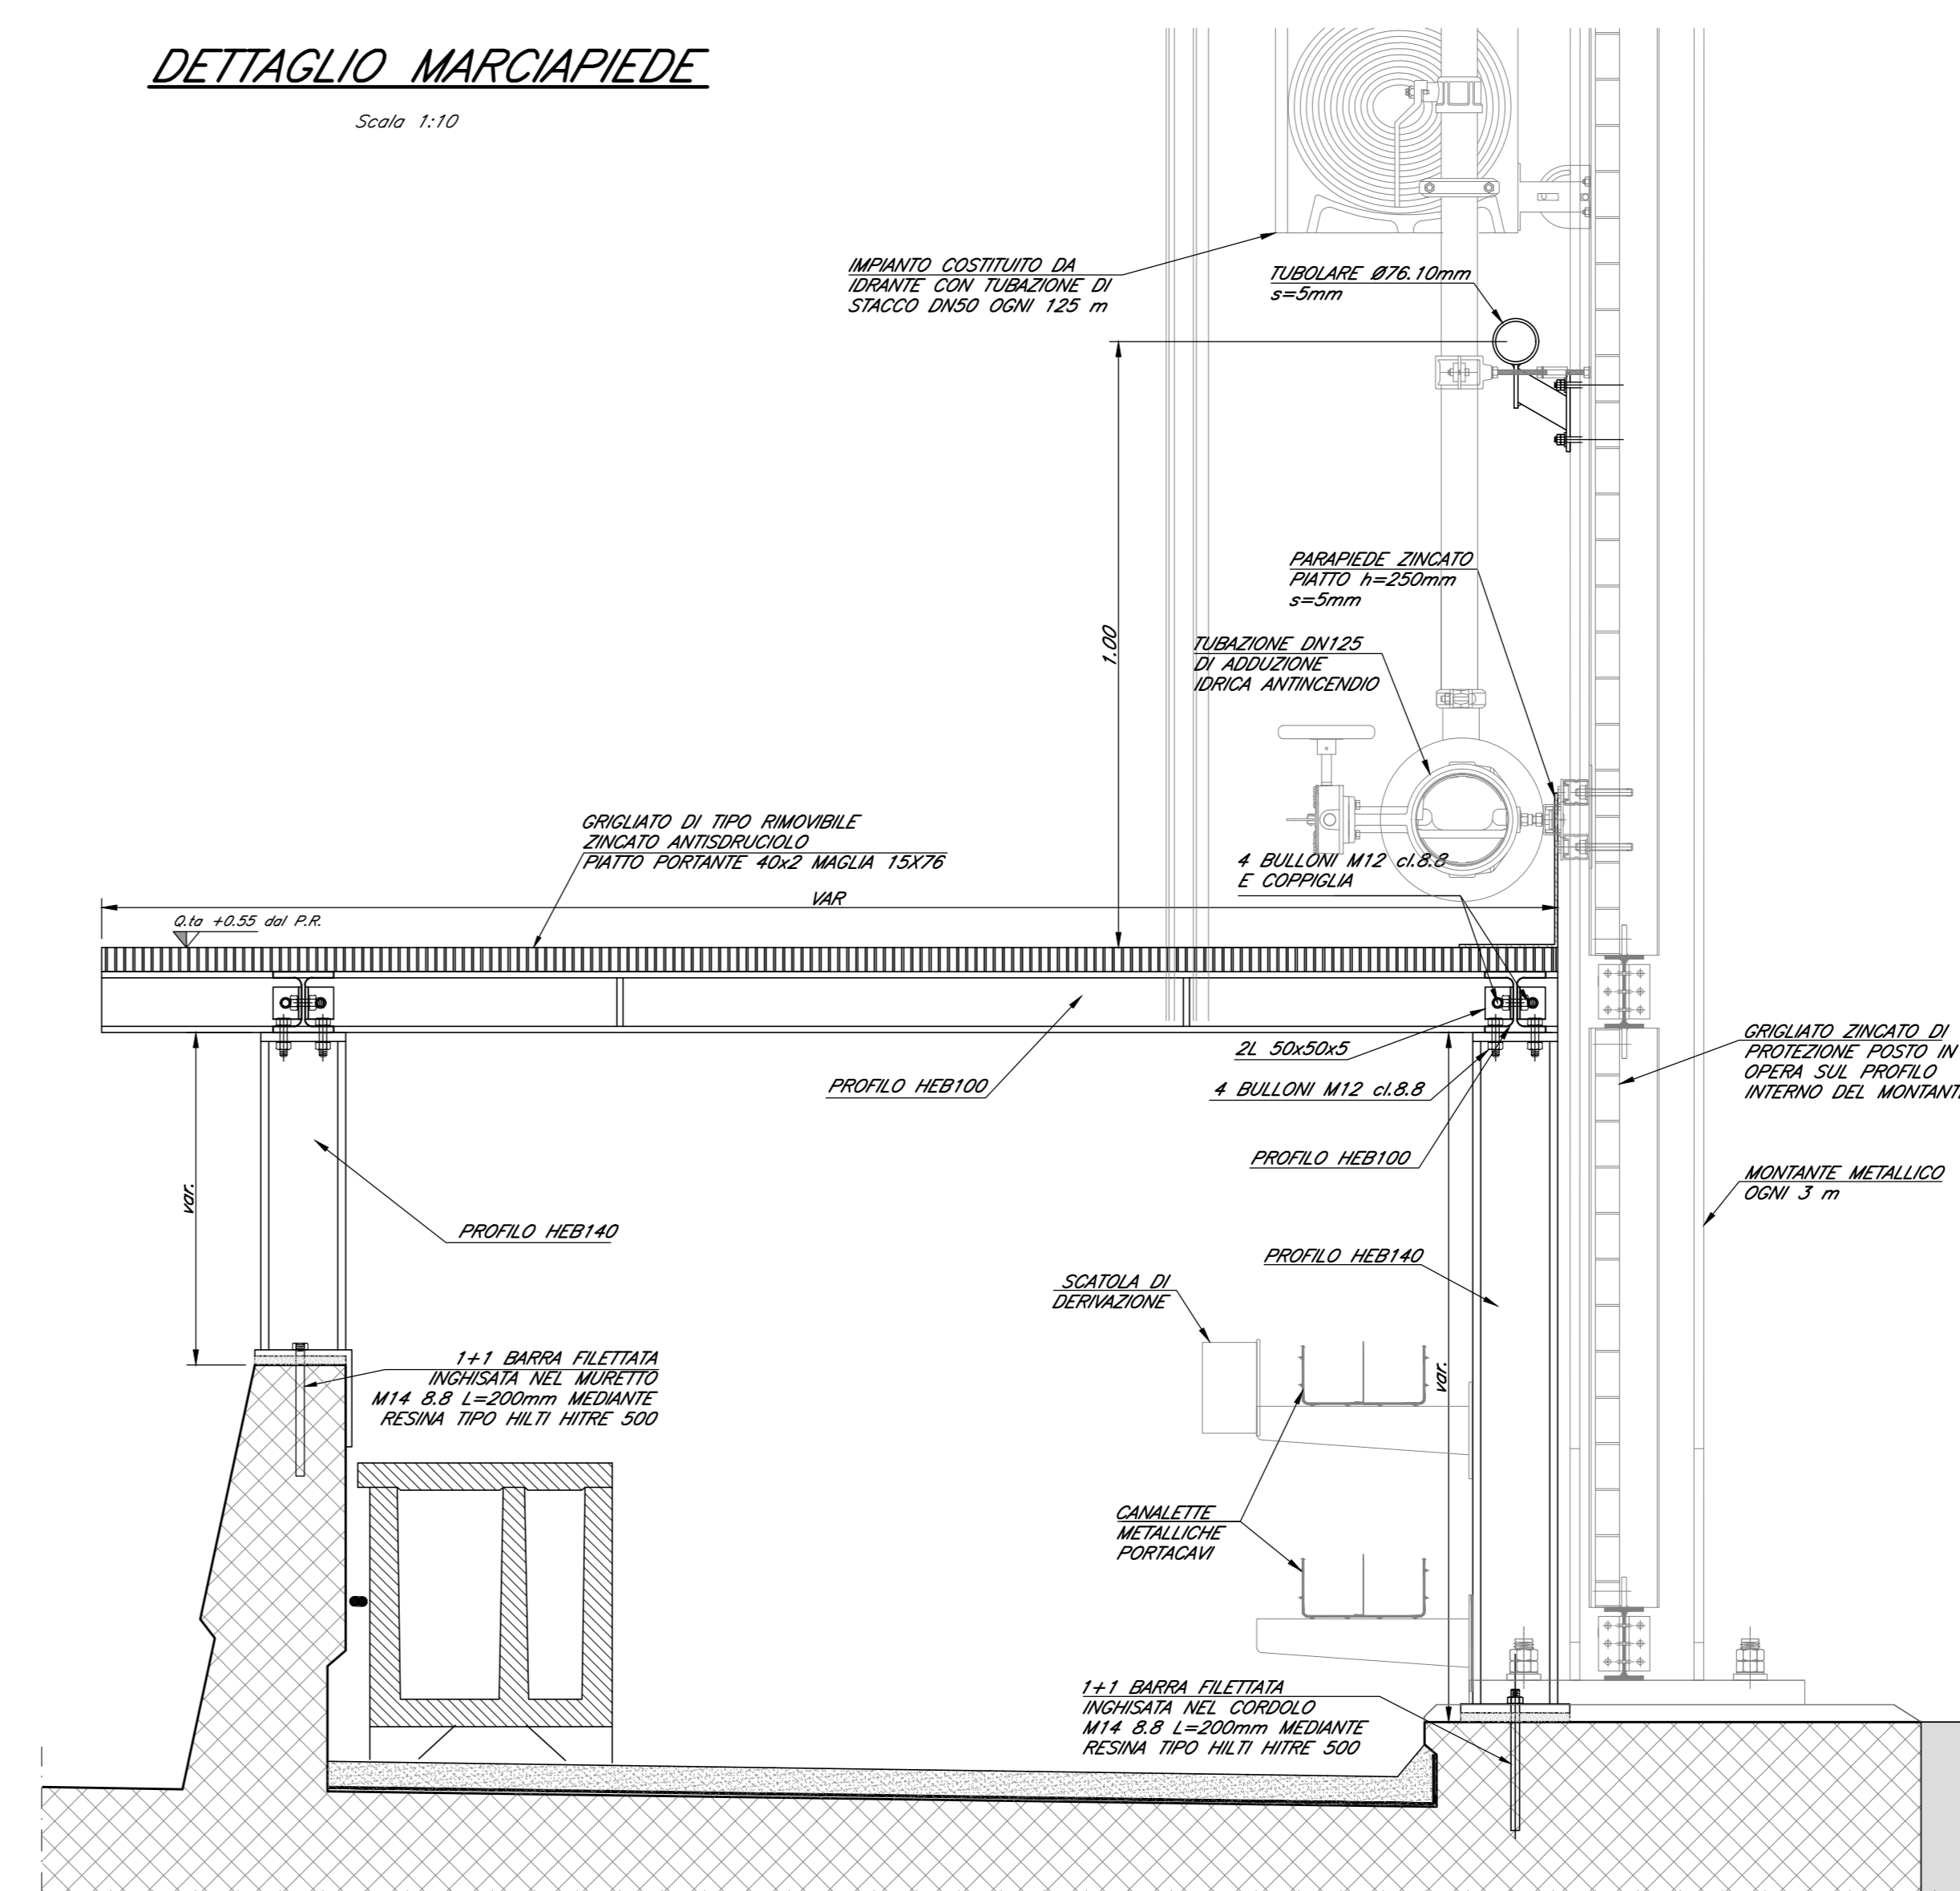 DETTAGLIO MARCIAPIEDE
Scala 1:10
IMPIANTO COSTITUITO DA
IDRANTE CON TUBAZIONE DI
STACCO DN50 OGNI 125 m
TUBOLARE Ø76.10mm
s=5mm
PARAPIEDE ZINCATO
PIATTO h=250mm
s=5mm
1.00
TUBAZIONE DN125
DI ADDUZIONE
IDRICA ANTINCENDIO
GRIGLIATO DI TIPO RIMOVIBILE
ZINCATO ANTISDRUCIOLO
PIATTO PORTANTE 40x2 MAGLIA 15X76
4 BULLONI M12 cl.8.8
E COPPIGLIA
VAR
Q.ta +0.55 dal P.R.
2L 50x50x5
PROFILO HEB100
4 BULLONI M12 cl.8.8
GRIGLIATO ZINCATO DI
PROTEZIONE POSTO IN
OPERA SUL PROFILO
INTERNO DEL MONTANT
PROFILO HEB100
MONTANTE METALLICO
OGNI 3 m
var.
PROFILO HEB140
PROFILO HEB140
SCATOLA DI
DERIVAZIONE
var.
1+1 BARRA FILETTATA
INGHISATA NEL MURETTO
M14 8.8 L=200mm MEDIANTE
RESINA TIPO HILTI HITRE 500
CANALETTE
METALLICHE
PORTACAVI
1+1 BARRA FILETTATA
INGHISATA NEL CORDOLO
M14 8.8 L=200mm MEDIANTE
RESINA TIPO HILTI HITRE 500